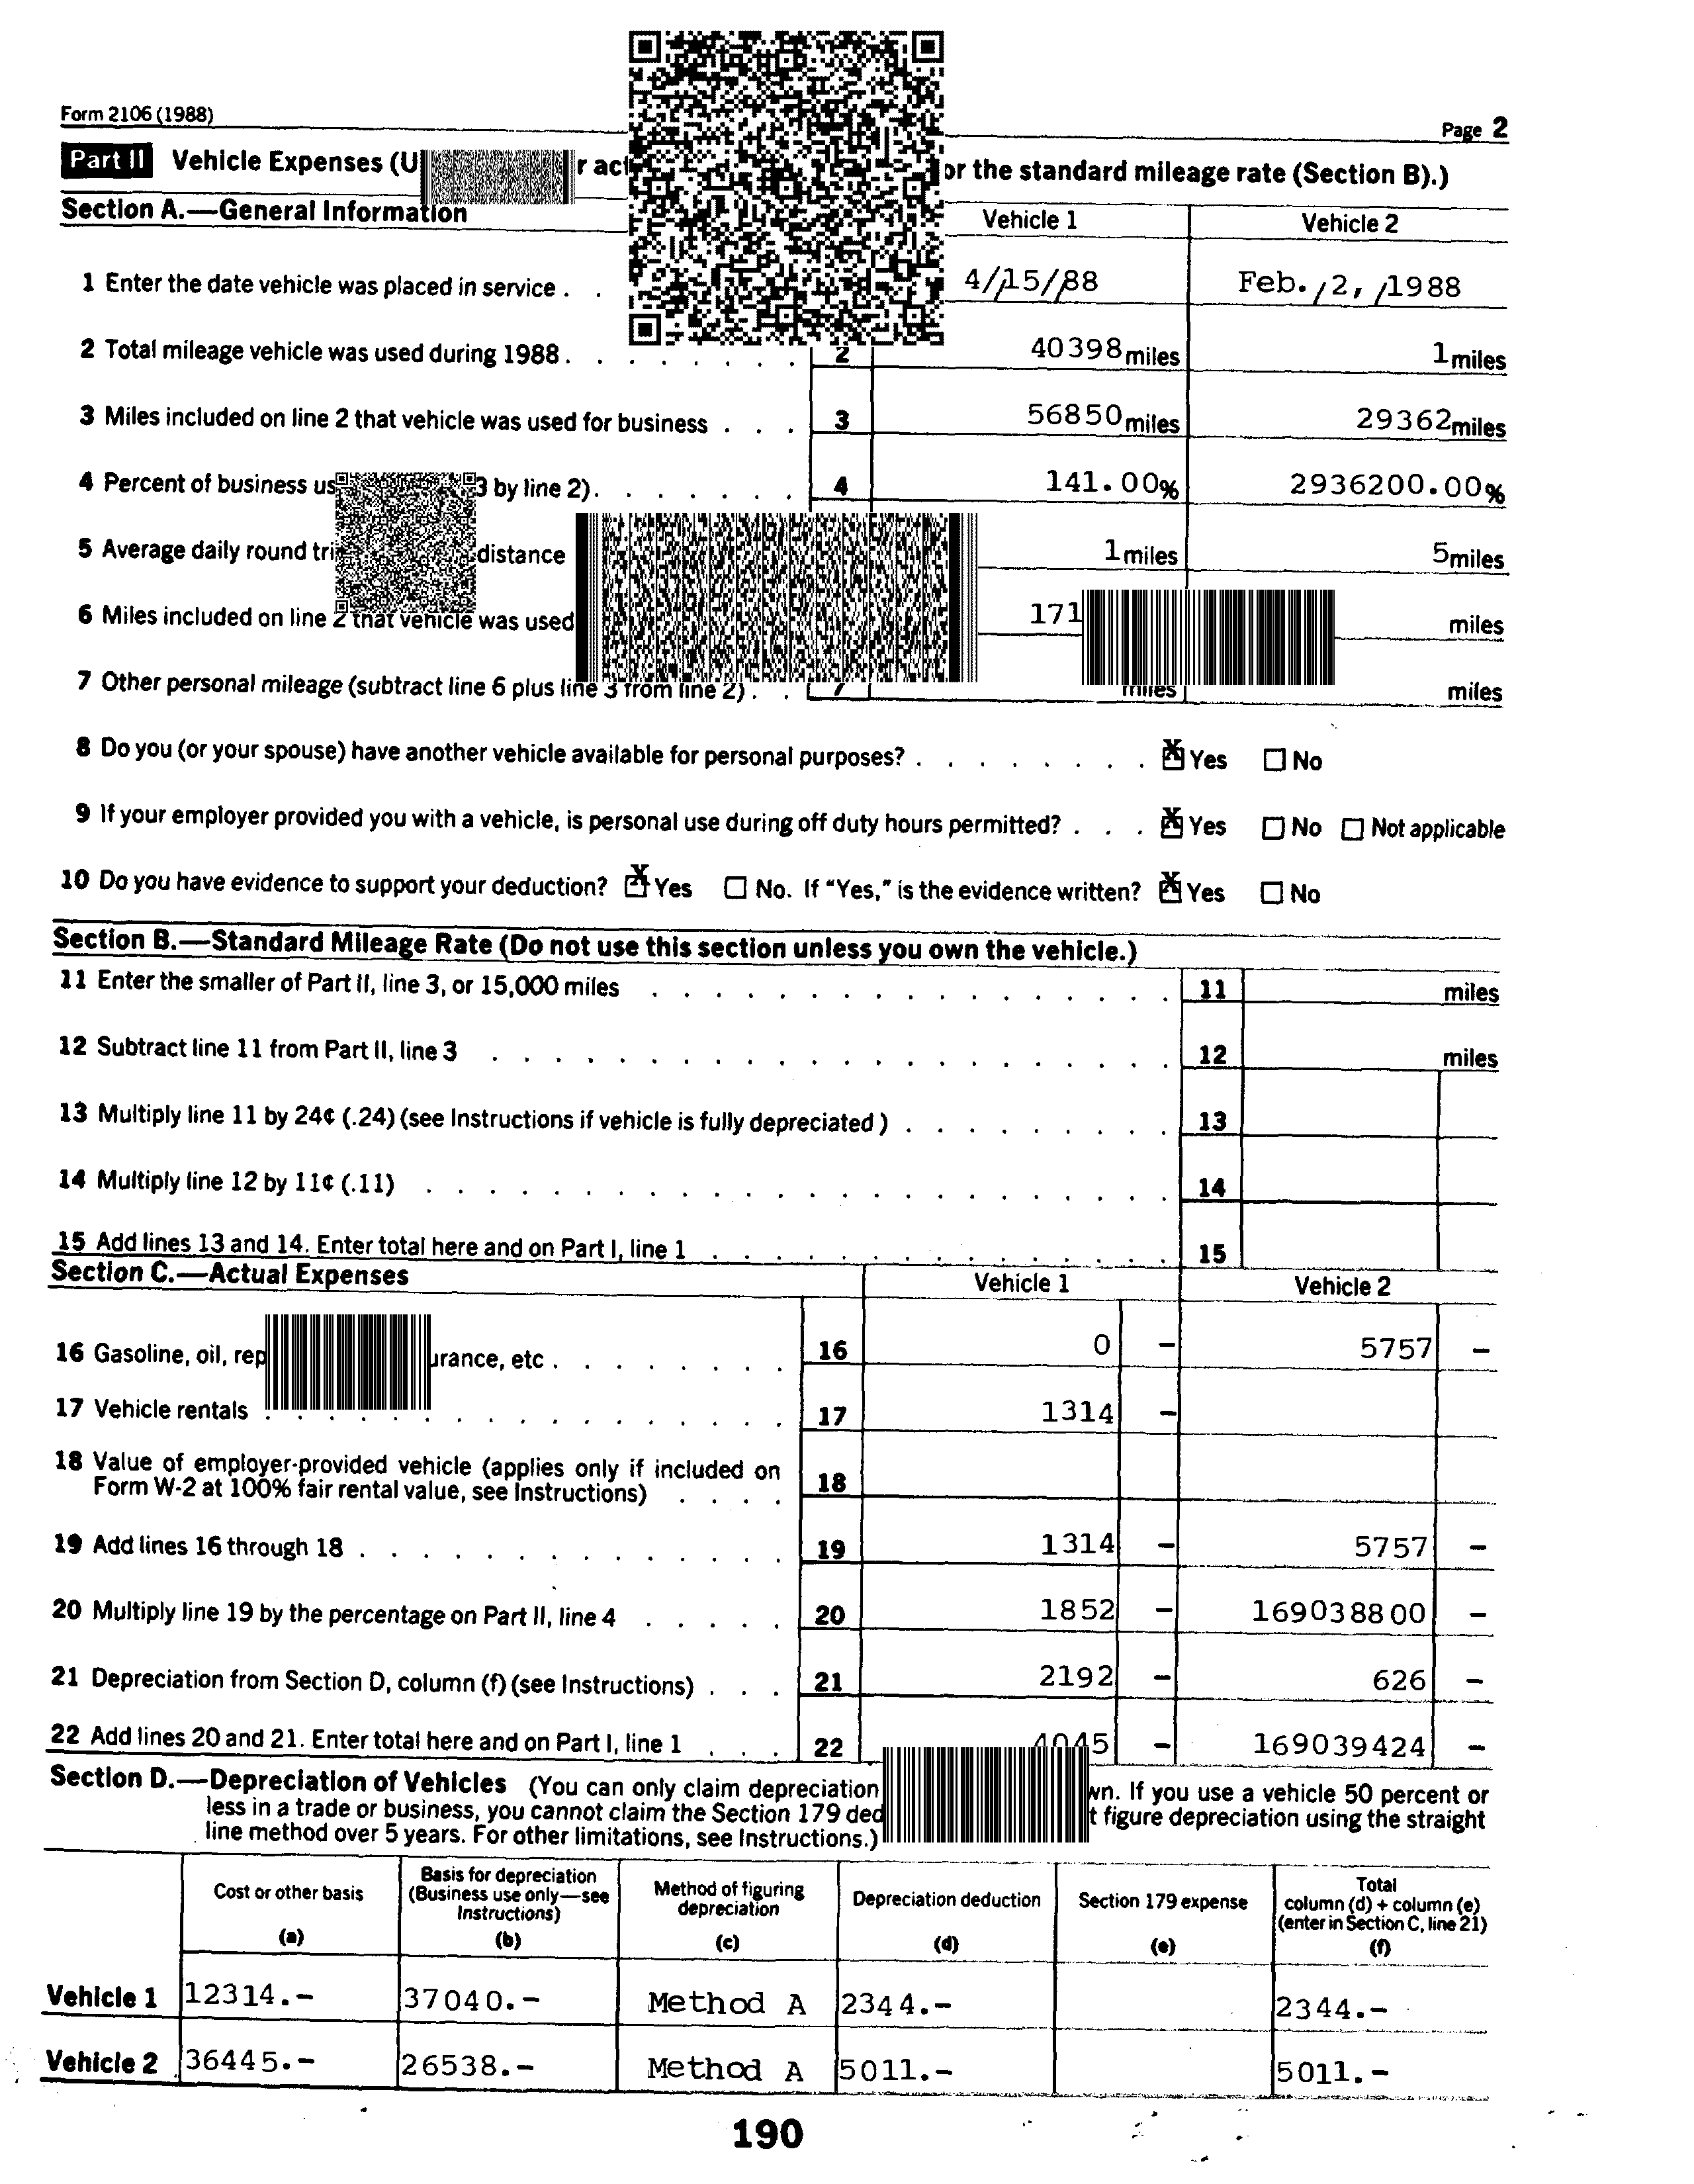 Form 2106 (1988)
Page 2
Part II Vehicle Expenses (U r act or the standard mileage rate (Section B).)
Section A.—General Information Vehicle 1 Vehicle 2
1 Enter the date vehicle was placed in service . . 4/15/88 Feb. 2, 1988
2 Total mileage vehicle was used during 1988 . . . . . . . 2 40398 miles 1 miles
3 Miles included on line 2 that vehicle was used for business . . . 3 56850 miles 29362 miles
4 Percent of business us 3 by line 2) . . . . . . . 4 141.00% 2936200.00%
5 Average daily round tri distance 1 miles 5 miles
6 Miles included on line 2 that vehicle was used 171 miles
7 Other personal mileage (subtract line 6 plus line 3 from line 2) . . 7 miles miles
8 Do you (or your spouse) have another vehicle available for personal purposes? . . . . . . . . X Yes No
9 If your employer provided you with a vehicle, is personal use during off duty hours permitted? . . . X Yes No Not applicable
10 Do you have evidence to support your deduction? X Yes No. If "Yes," is the evidence written? X Yes No
Section B.—Standard Mileage Rate (Do not use this section unless you own the vehicle.)
11 Enter the smaller of Part II, line 3, or 15,000 miles . . . . . . . . . . . . . . . . 11 miles
12 Subtract line 11 from Part II, line 3 . . . . . . . . . . . . . . . . . . . . . 12 miles
13 Multiply line 11 by 24¢ (.24) (see Instructions if vehicle is fully depreciated ) . . . . . . . . . 13
14 Multiply line 12 by 11¢ (.11) . . . . . . . . . . . . . . . . . . . . . . . 14
15 Add lines 13 and 14. Enter total here and on Part I, line 1 . . . . . . . . . . . . . . . 15
Section C.—Actual Expenses Vehicle 1 Vehicle 2
16 Gasoline, oil, rep urance, etc . . . . . . . . 16 0 – 5757 –
17 Vehicle rentals . . . . . . . . . . . . . . . . 17 1314 –
18 Value of employer-provided vehicle (applies only if included on
Form W-2 at 100% fair rental value, see Instructions) . . . . 18
19 Add lines 16 through 18 . . . . . . . . . . . . . . 19 1314 – 5757 –
20 Multiply line 19 by the percentage on Part II, line 4 . . . . . 20 1852 – 169038800 –
21 Depreciation from Section D, column (f) (see Instructions) . . . 21 2192 – 626 –
22 Add lines 20 and 21. Enter total here and on Part I, line 1 . . . 22 4045 – 169039424 –
Section D.—Depreciation of Vehicles (You can only claim depreciation wn. If you use a vehicle 50 percent or
less in a trade or business, you cannot claim the Section 179 ded t figure depreciation using the straight
line method over 5 years. For other limitations, see Instructions.)
Cost or other basis (a)
Basis for depreciation (Business use only—see Instructions) (b)
Method of figuring depreciation (c)
Depreciation deduction (d)
Section 179 expense (e)
Total column (d) + column (e) (enter in Section C, line 21) (f)
Vehicle 1 12314.– 37040.– Method A 2344.– 2344.–
Vehicle 2 36445.– 26538.– Method A 5011.– 5011.–
190